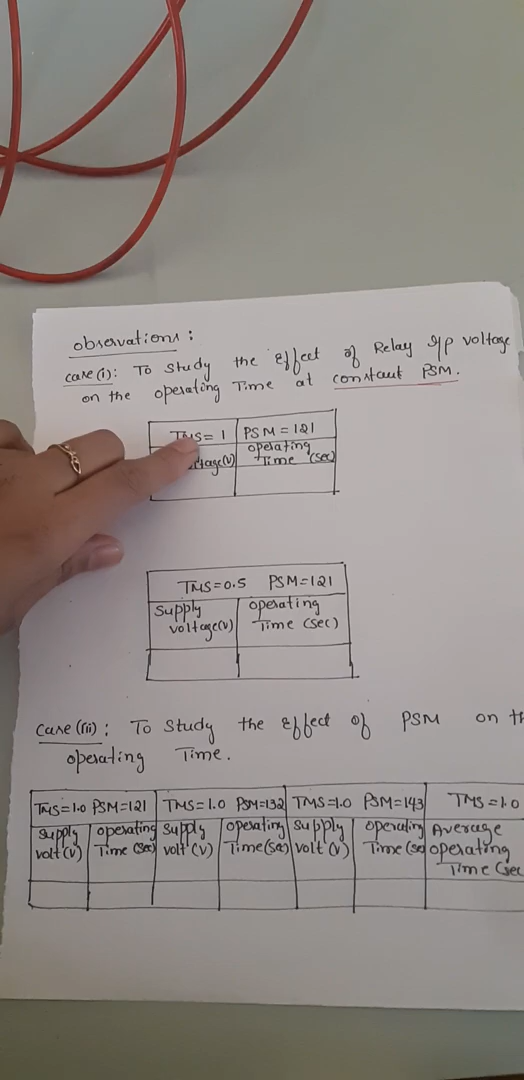 observations :
case(i): To study the effect of Relay I/p voltage
on the operating Time at constant PSM.
TMS= 1 PSM=121
operating
Time (sec)
TMS=0.5 PSM=121
supply operating
voltage(v) Time (sec)
case(ii): To study the effect of PSM on
operating Time.
TMS=1.0 PSM=121 TMS=1.0 PSM=132 TMS=1.0 PSM=143 TMS=1.0
supply operating supply operating supply operating Average
volt(v) Time (sec) volt(v) Time(sec) volt(v) Time(sec) operating
Time (sec